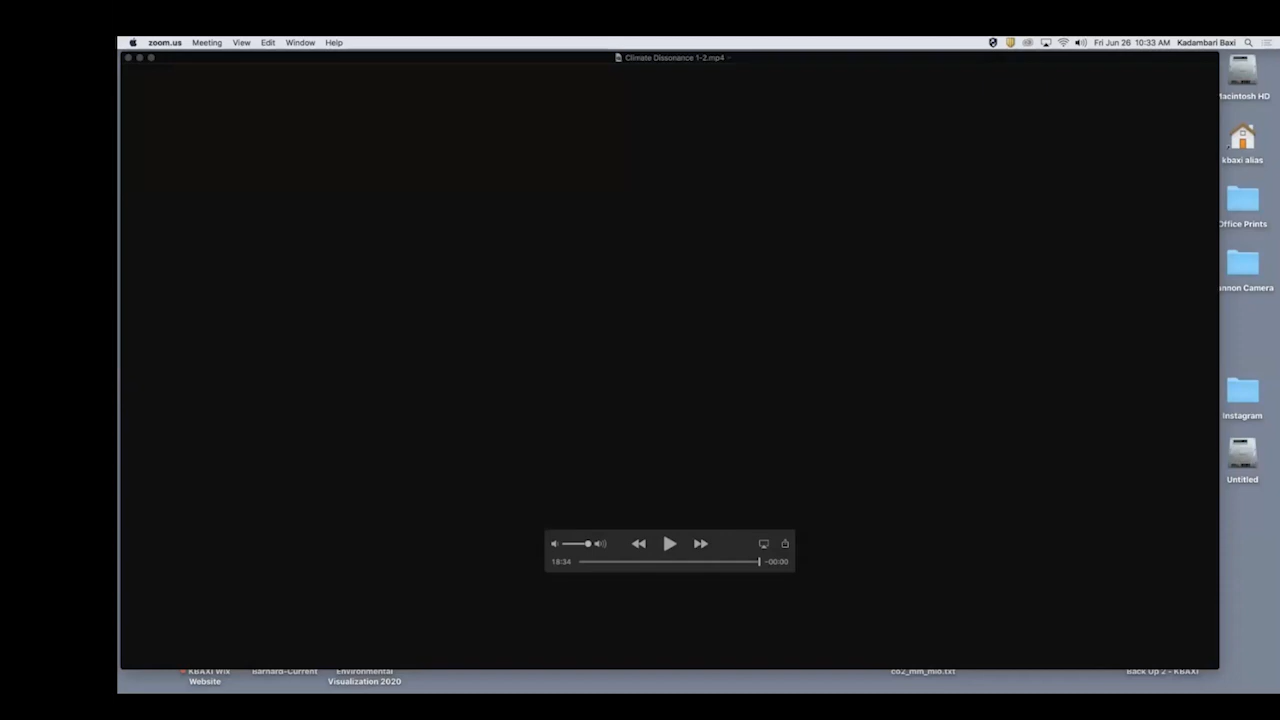 zoom.us Meeting View Edit Window Help Fri Jun 26 10:33 AM Kadambari Baxi
Climate Dissonance 1-2.mp4
Macintosh HD
kbaxi alias
Office Prints
annon Camera
Instagram
Untitled
18:34 -00:00
KBAXI Wix
Website
Barnard-Current
Environmental
Visualization 2020
co2_mm_mlo.txt
Back Up 2 - KBAXI